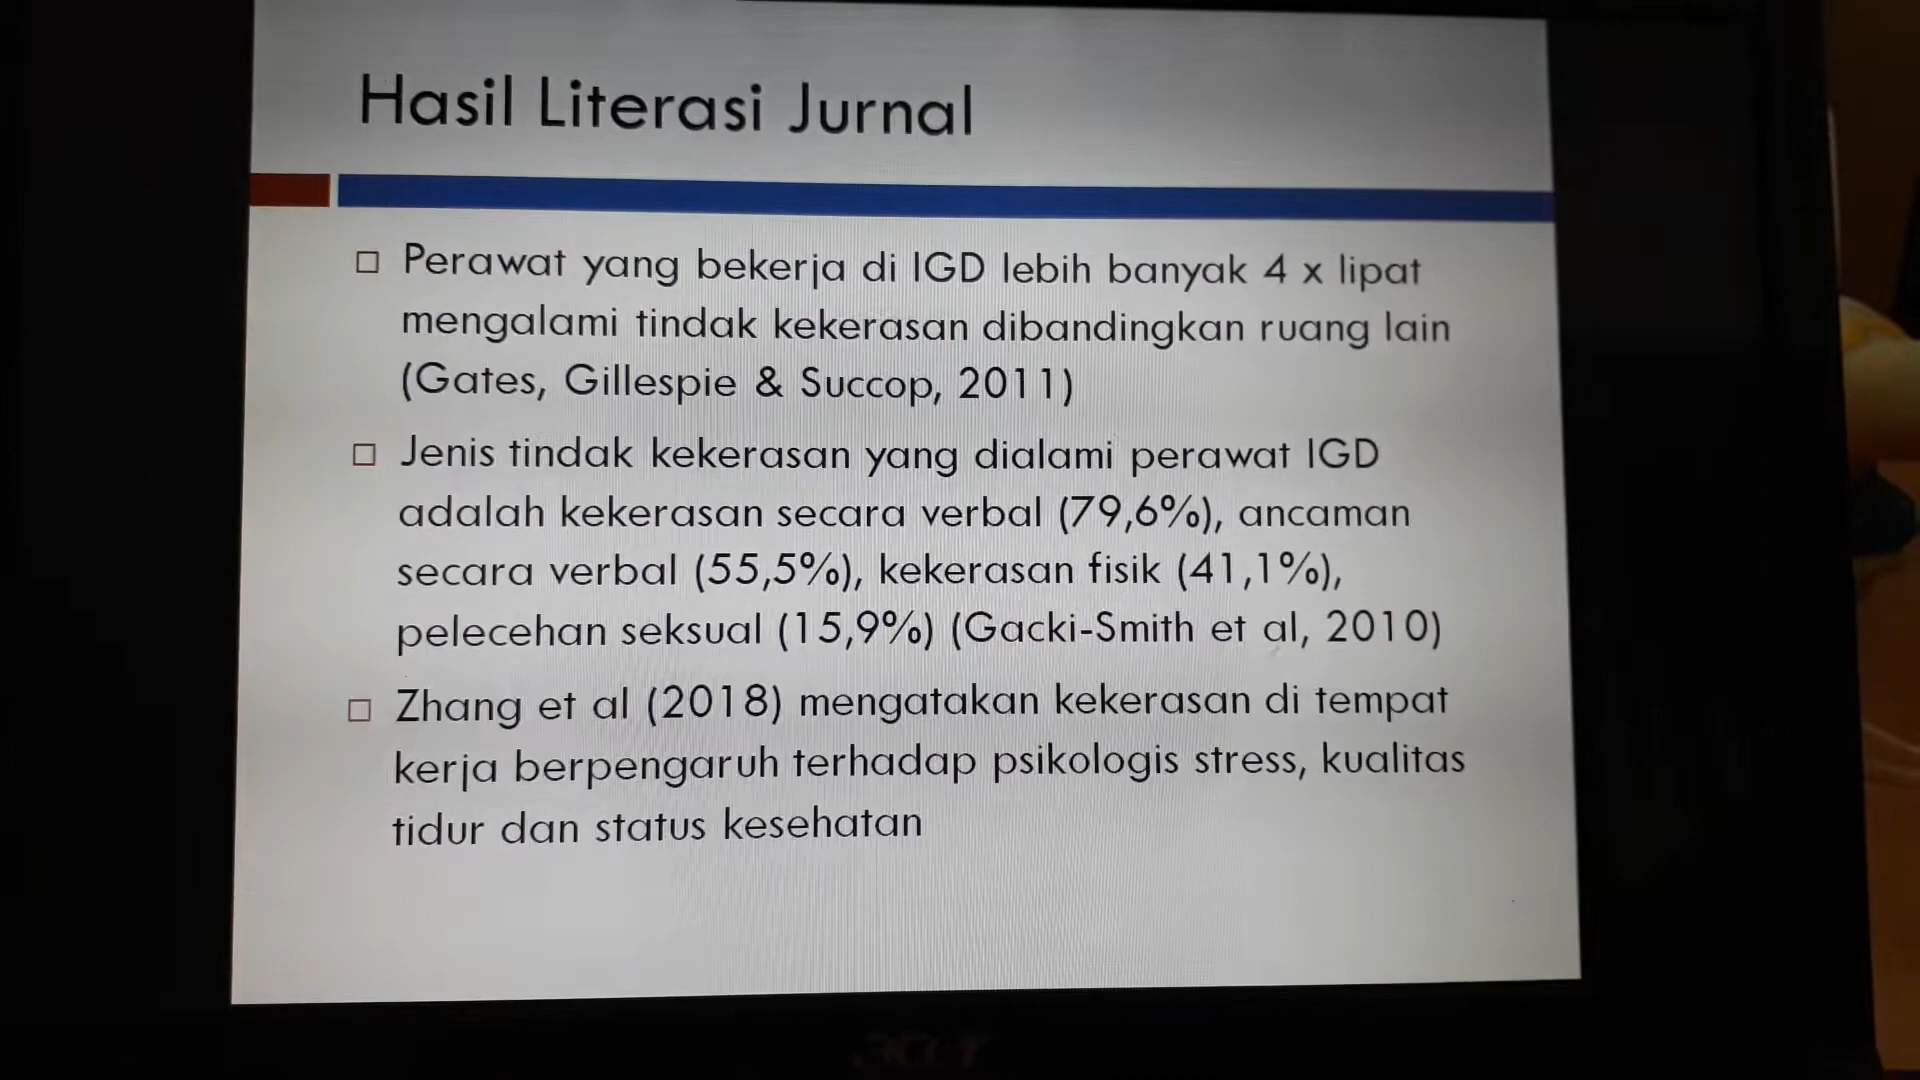 Hasil Literasi Jurnal
Perawat yang bekerja di IGD lebih banyak 4 x lipat
mengalami tindak kekerasan dibandingkan ruang lain
(Gates, Gillespie & Succop, 2011)
Jenis tindak kekerasan yang dialami perawat IGD
adalah kekerasan secara verbal (79,6%), ancaman
secara verbal (55,5%), kekerasan fisik (41,1%),
pelecehan seksual (15,9%) (Gacki-Smith et al, 2010)
Zhang et al (2018) mengatakan kekerasan di tempat
kerja berpengaruh terhadap psikologis stress, kualitas
tidur dan status kesehatan
acer